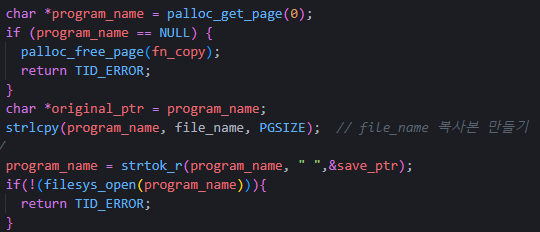 char *program_name = palloc_get_page(0);
if (program_name == NULL) {
palloc_free_page(fn_copy);
return TID_ERROR;
}
char *original_ptr = program_name;
strlcpy(program_name, file_name, PGSIZE);  // file_name 복사본 만들기
/
program_name = strtok_r(program_name, " ",&save_ptr);
if(!(filesys_open(program_name))){
return TID_ERROR;
}